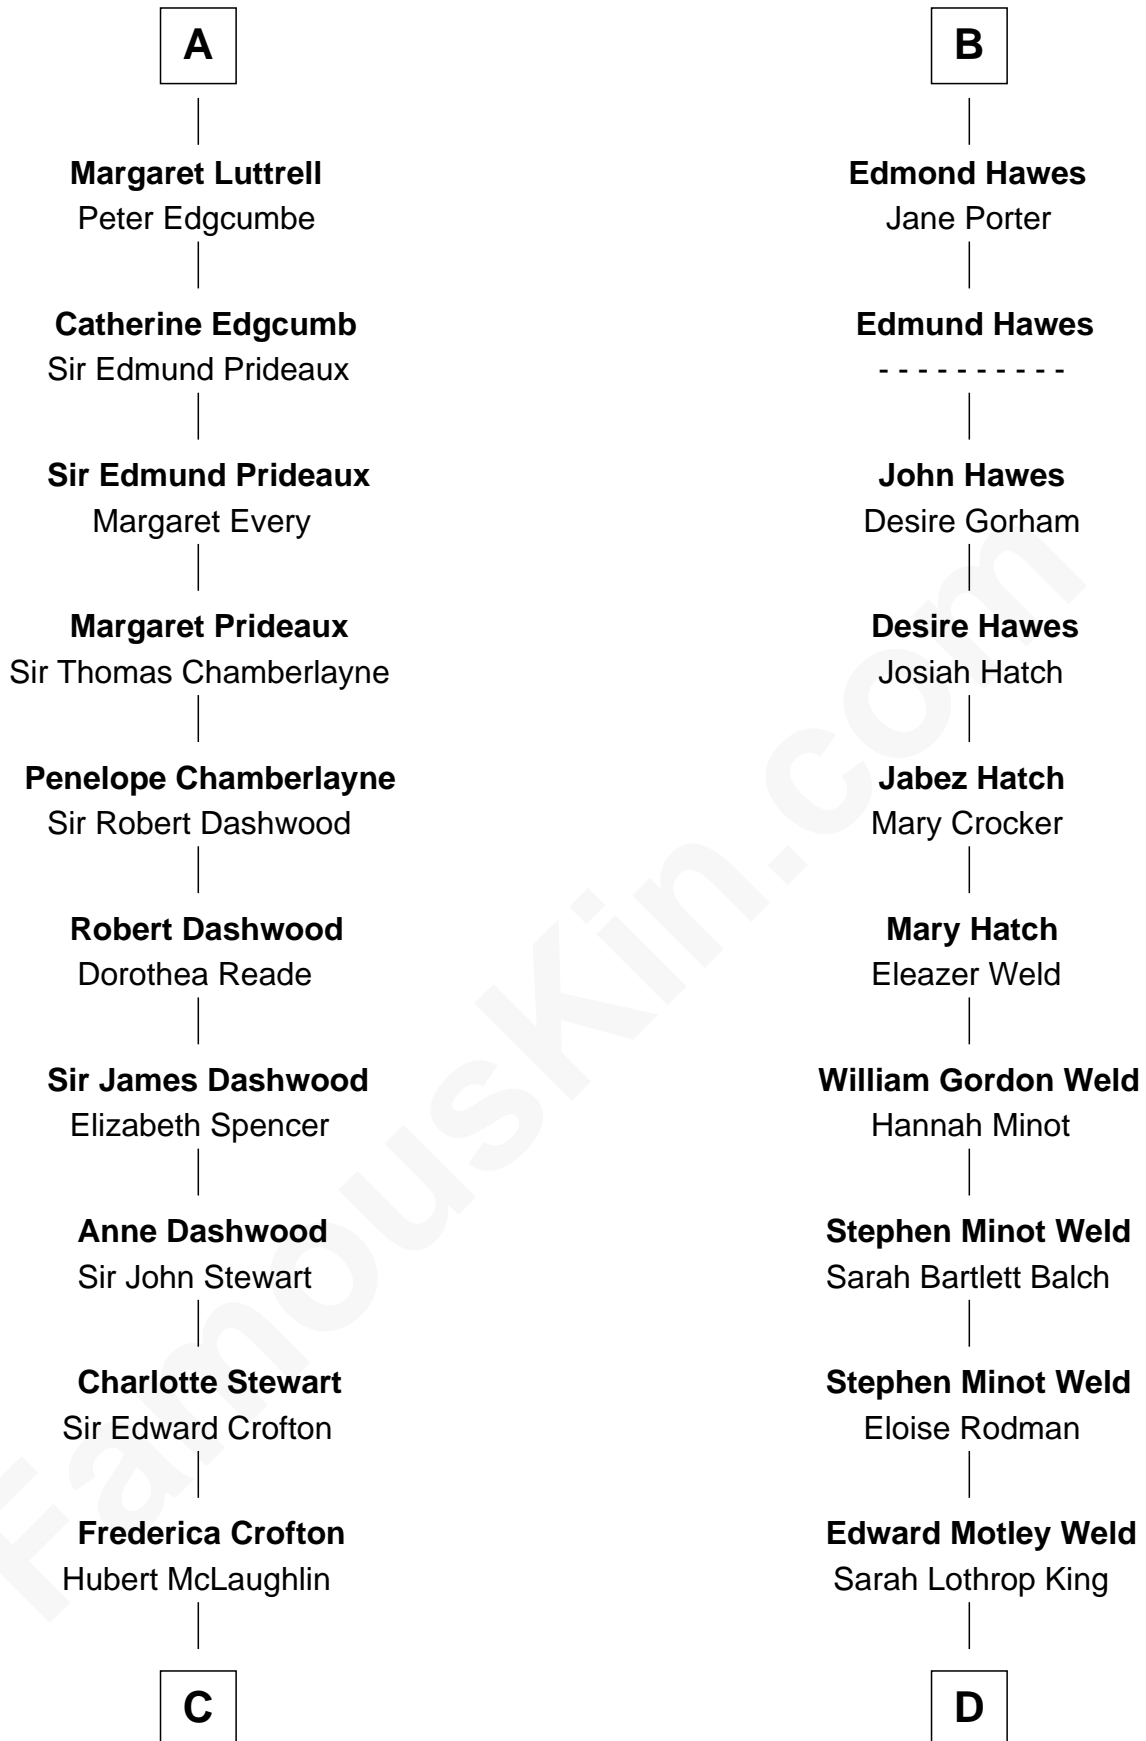 A
Margaret Luttrell
Peter Edgcumbe
Catherine Edgcumb
Sir Edmund Prideaux
Sir Edmund Prideaux
Margaret Every
Margaret Prideaux
Sir Thomas Chamberlayne
Penelope Chamberlayne
Sir Robert Dashwood
Robert Dashwood
Dorothea Reade
Sir James Dashwood
Elizabeth Spencer
Anne Dashwood
Sir John Stewart
Charlotte Stewart
Sir Edward Crofton
Frederica Crofton
Hubert McLaughlin
C
B
Edmond Hawes
Jane Porter
Edmund Hawes
- - - - - - - - - -
John Hawes
Desire Gorham
Desire Hawes
Josiah Hatch
Jabez Hatch
Mary Crocker
Mary Hatch
Eleazer Weld
William Gordon Weld
Hannah Minot
Stephen Minot Weld
Sarah Bartlett Balch
Stephen Minot Weld
Eloise Rodman
Edward Motley Weld
Sarah Lothrop King
D
FamousKin.com